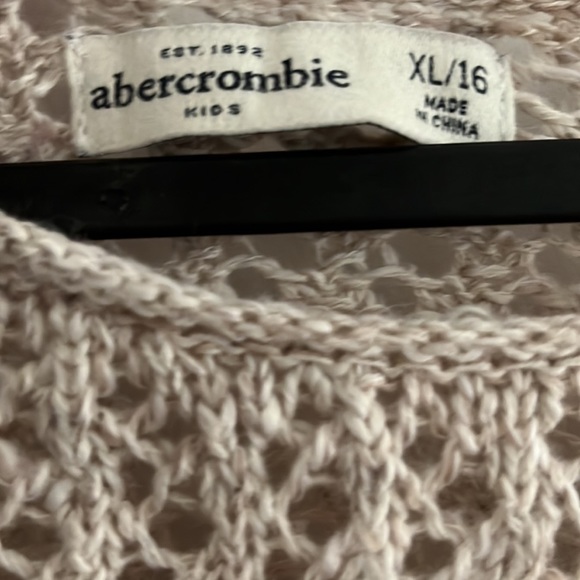 EST. 1892
abercrombie
KIDS
XL/16
MADE
IN CHINA